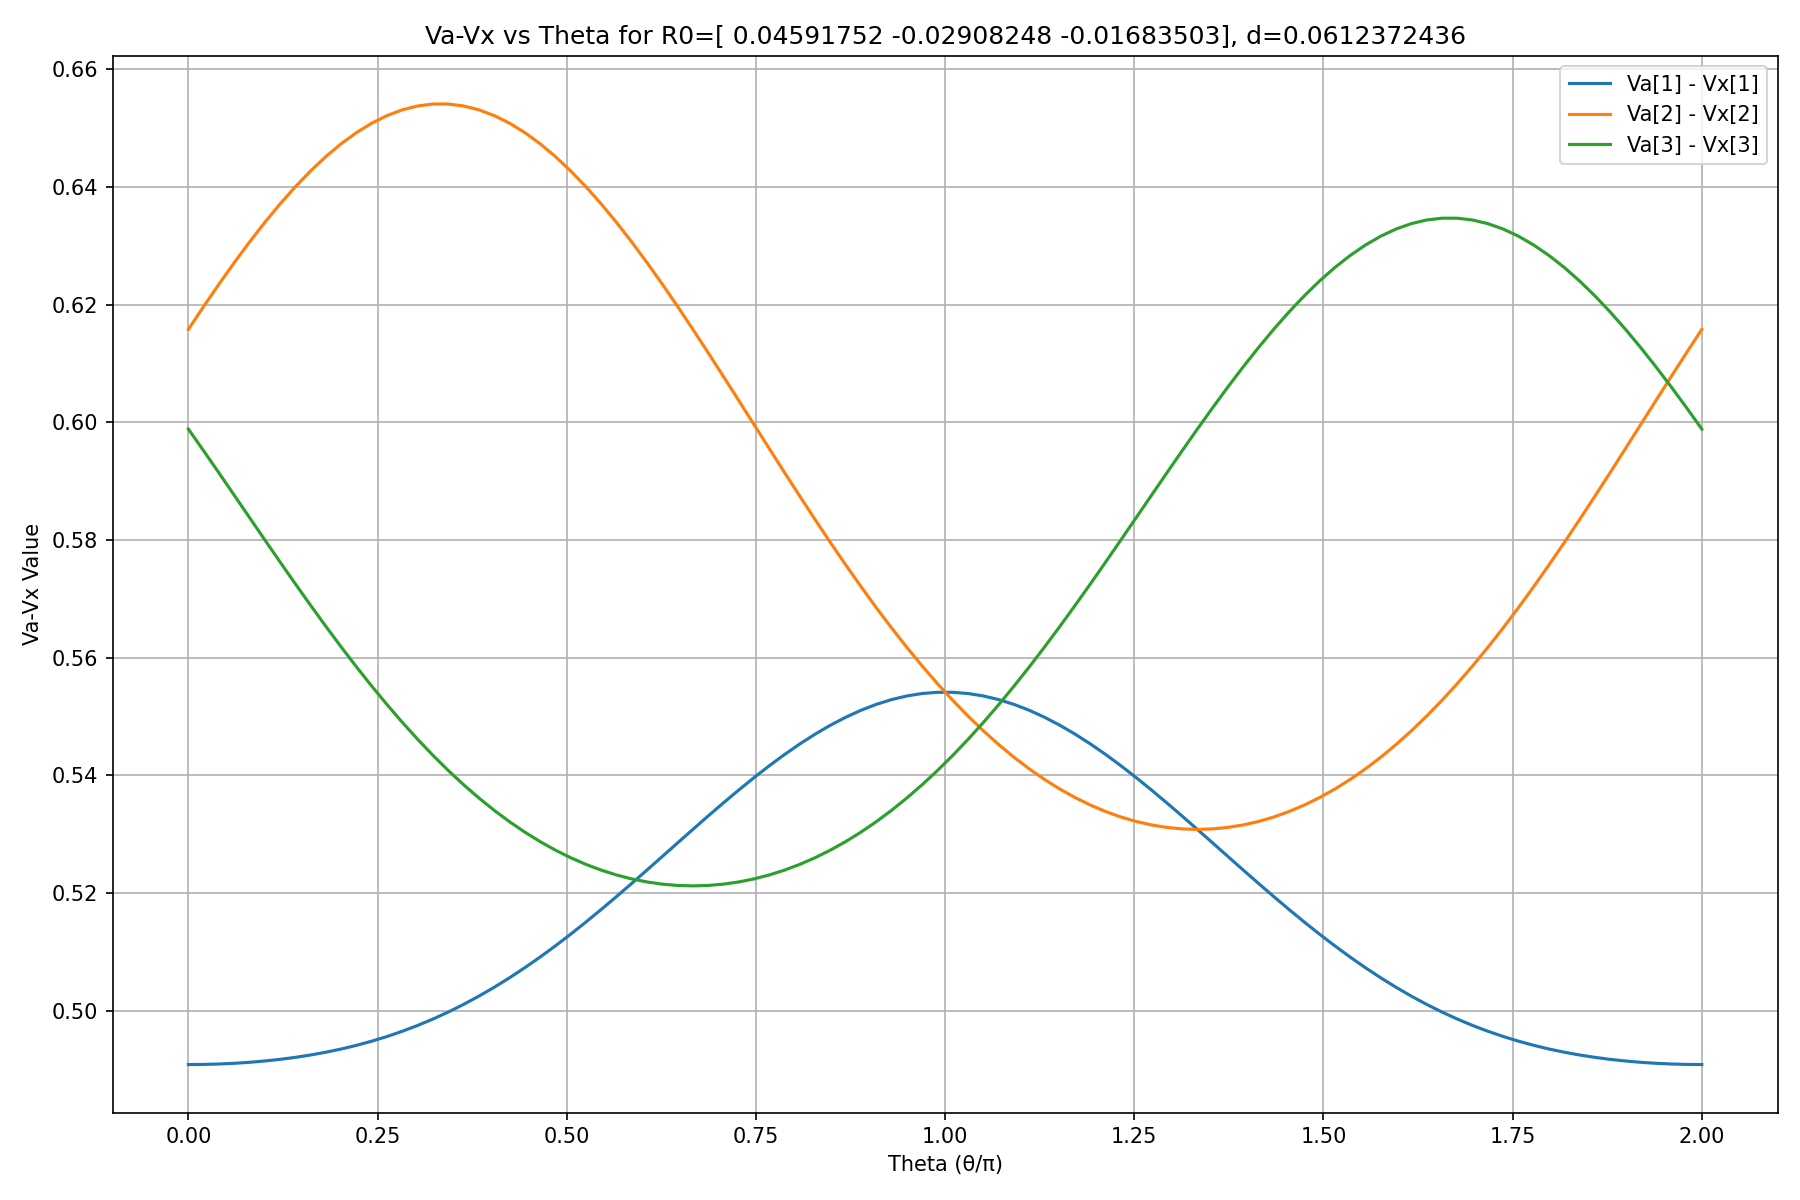 Va-Vx vs Theta for R0=[ 0.04591752 -0.02908248 -0.01683503], d=0.0612372436
Va[1] - Vx[1]
Va[2] - Vx[2]
Va[3] - Vx[3]
Va-Vx Value
0.66
0.64
0.62
0.60
0.58
0.56
0.54
0.52
0.50
0.00 0.25 0.50 0.75 1.00 1.25 1.50 1.75 2.00
Theta (θ/π)